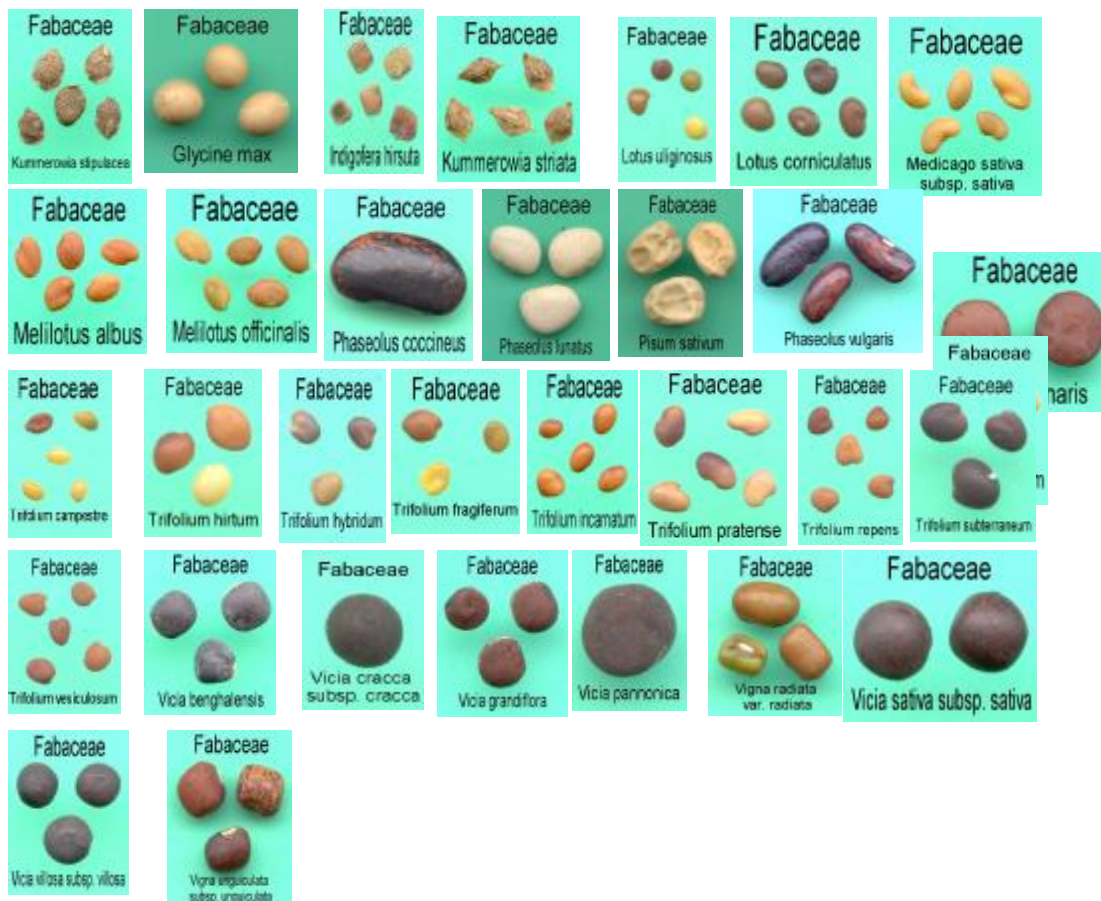 Fabaceae
Kummerowia stipulacea
Fabaceae
Glycine max
Fabaceae
Indigofera hirsuta
Fabaceae
Kummerowia striata
Fabaceae
Lotus uliginosus
Fabaceae
Lotus corniculatus
Fabaceae
Medicago sativa
subsp. sativa
Fabaceae
Melilotus albus
Fabaceae
Melilotus officinalis
Fabaceae
Phaseolus coccineus
Fabaceae
Phaseolus lunatus
Fabaceae
Pisum sativum
Fabaceae
Phaseolus vulgaris
Fabaceae
naris
Fabaceae
m
Fabaceae
Trifolium campestre
Fabaceae
Trifolium hirtum
Fabaceae
Trifolium hybridum
Fabaceae
Trifolium fragiferum
Fabaceae
Trifolium incarnatum
Fabaceae
Trifolium pratense
Fabaceae
Trifolium repens
Fabaceae
Trifolium subterraneum
Fabaceae
Trifolium vesiculosum
Fabaceae
Vicia benghalensis
Fabaceae
Vicia cracca
subsp. cracca
Fabaceae
Vicia grandiflora
Fabaceae
Vicia pannonica
Fabaceae
Vigna radiata
var. radiata
Fabaceae
Vicia sativa subsp. sativa
Fabaceae
Vicia villosa subsp. villosa
Fabaceae
Vigna unguiculata
subsp. unguiculata